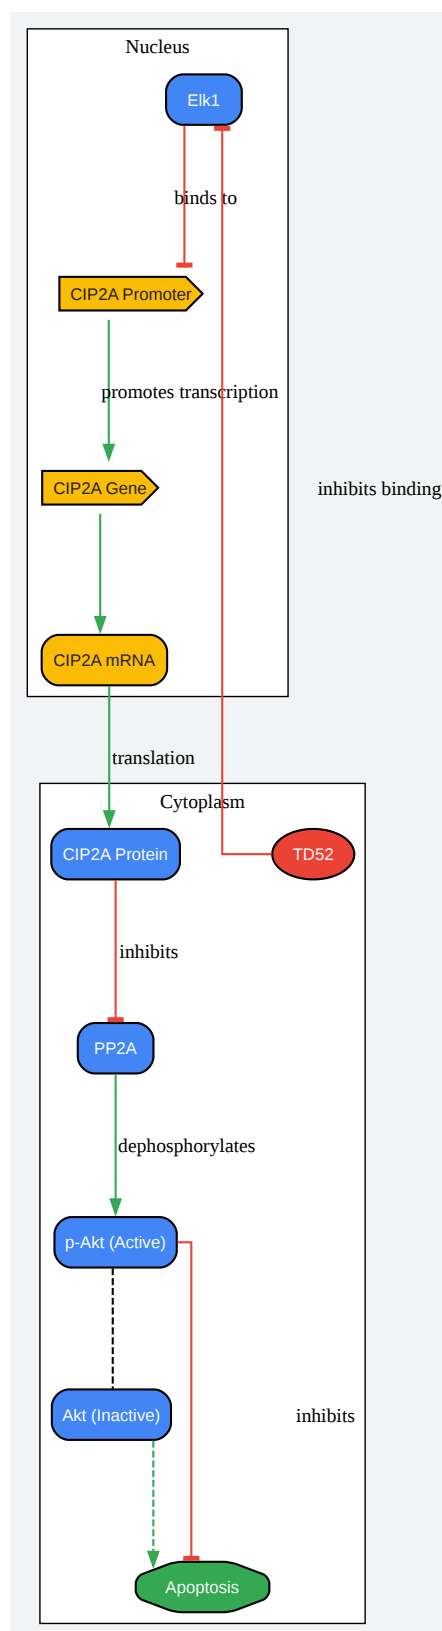 Nucleus
Elk1
binds to
CIP2A Promoter
promotes transcription
CIP2A Gene
inhibits binding
CIP2A mRNA
translation
Cytoplasm
CIP2A Protein
TD52
inhibits
PP2A
dephosphorylates
p-Akt (Active)
Akt (Inactive)
inhibits
Apoptosis